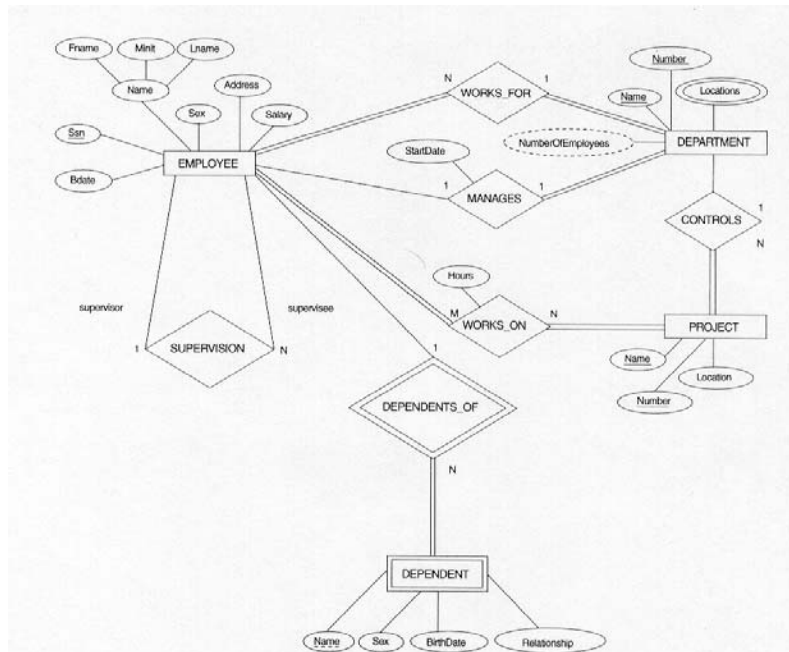 Fname
Minit
Lname
Name
Address
Sex
Salary
Ssn
Bdate
EMPLOYEE
N
WORKS_FOR
1
Number
Name
Locations
NumberOfEmployees
DEPARTMENT
StartDate
1
MANAGES
1
CONTROLS
1
N
supervisor
supervisee
1
SUPERVISION
N
Hours
M
WORKS_ON
N
PROJECT
Name
Number
Location
1
DEPENDENTS_OF
N
DEPENDENT
Name
Sex
BirthDate
Relationship